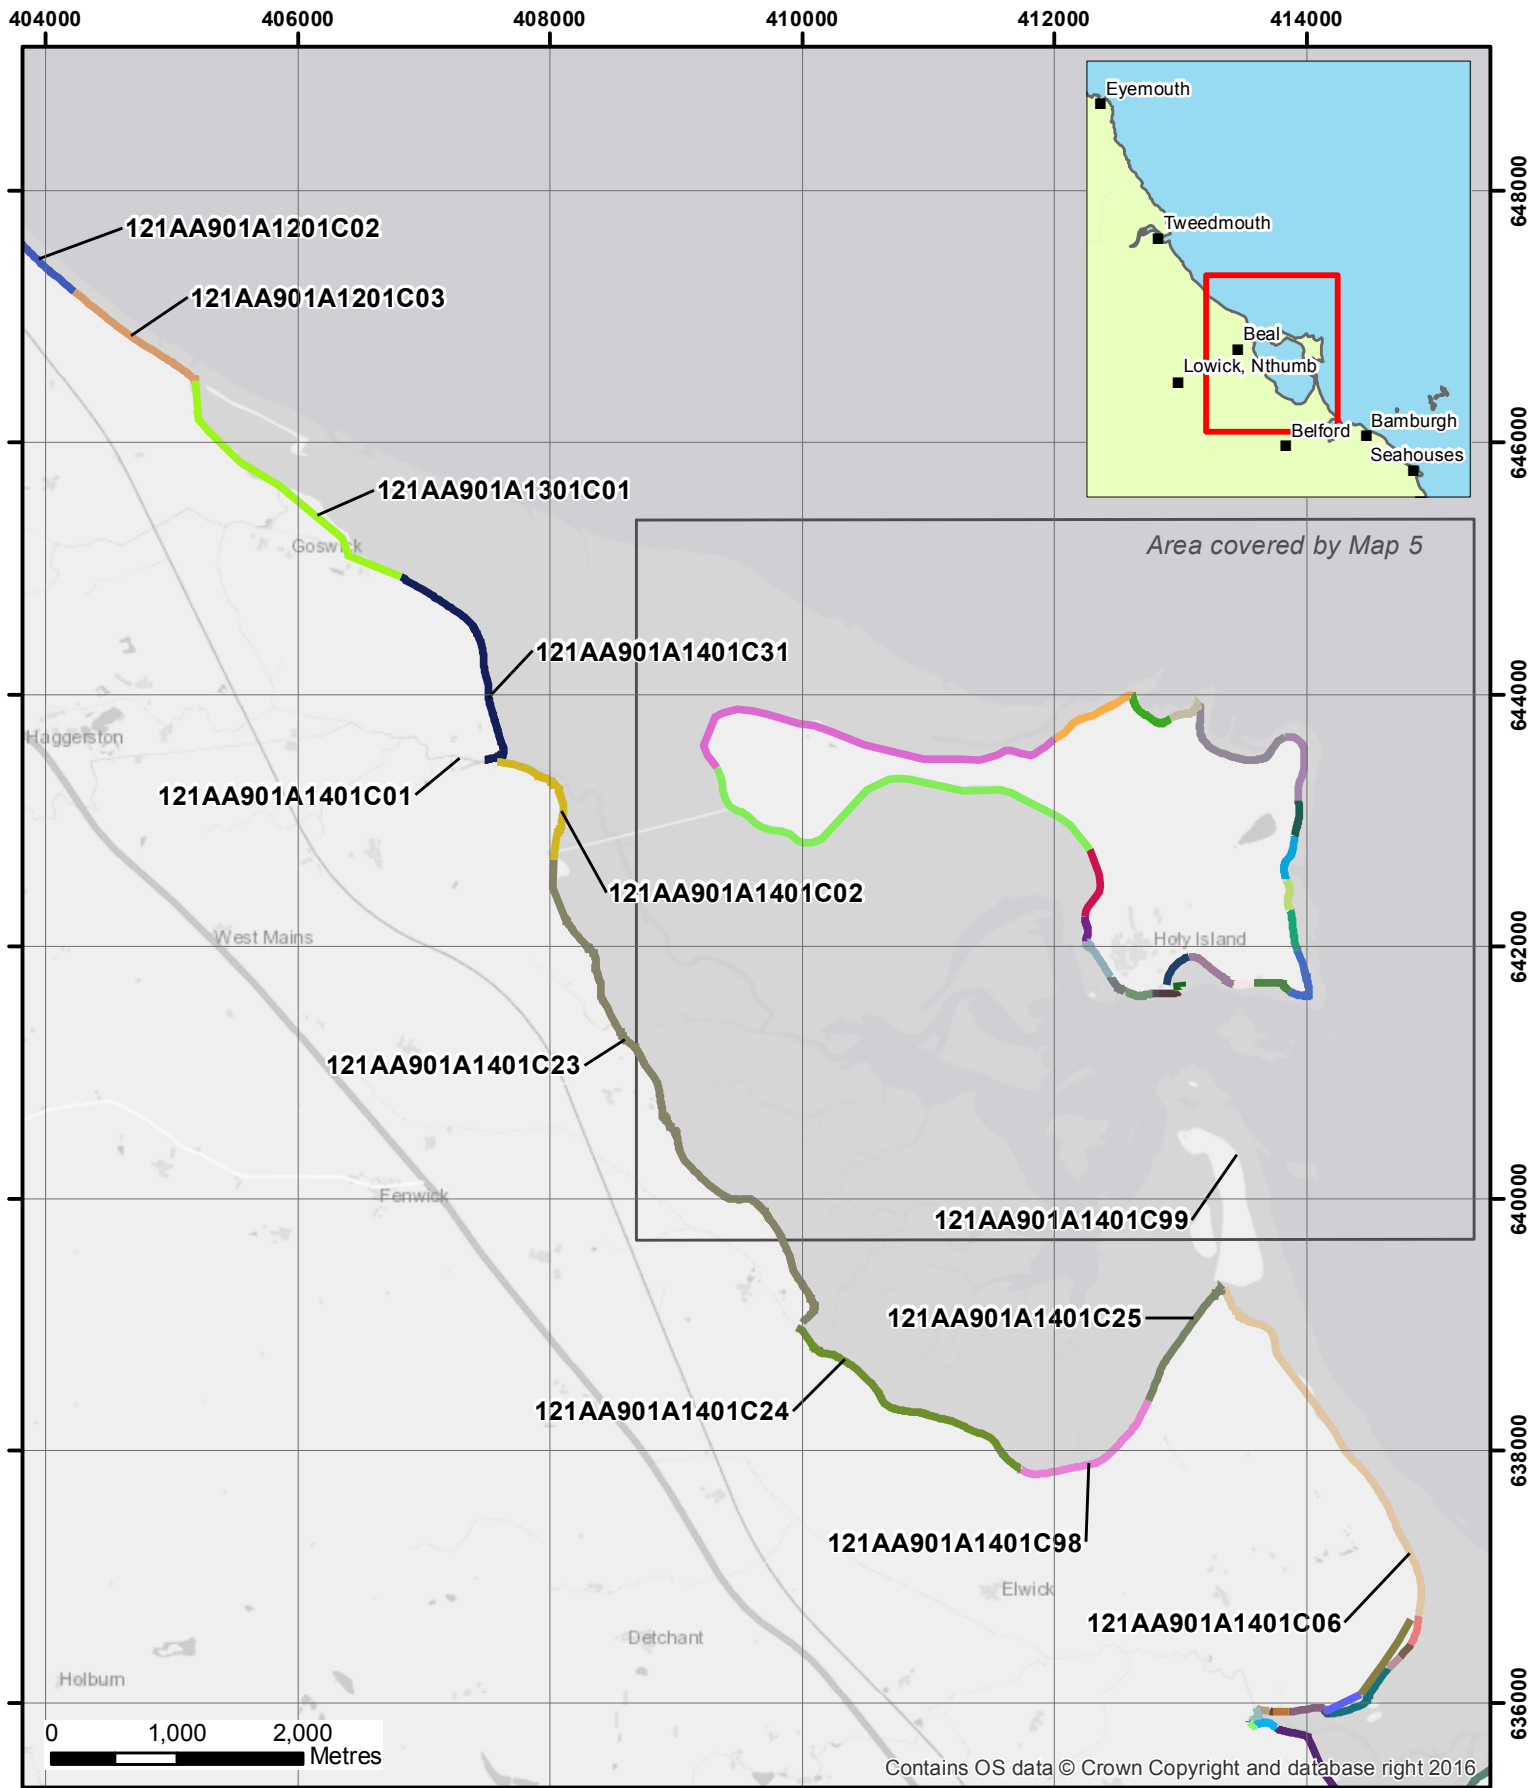 404000 406000 408000 410000 412000 414000
Eyemouth
648000
Tweedmouth
121AA901A1201C02
121AA901A1201C03
Beal
Lowick, Nthumb
Bamburgh
Belford
646000
Seahouses
121AA901A1301C01
Goswick
Area covered by Map 5
121AA901A1401C31
644000
Haggerston
121AA901A1401C01
121AA901A1401C02
West Mains
Holy Island
642000
121AA901A1401C23
Fenwick
640000
121AA901A1401C99
121AA901A1401C25
121AA901A1401C24
638000
121AA901A1401C98
Elwick
121AA901A1401C06
Detchant
Holburn
636000
0 1,000 2,000
Metres
Contains OS data © Crown Copyright and database right 2016